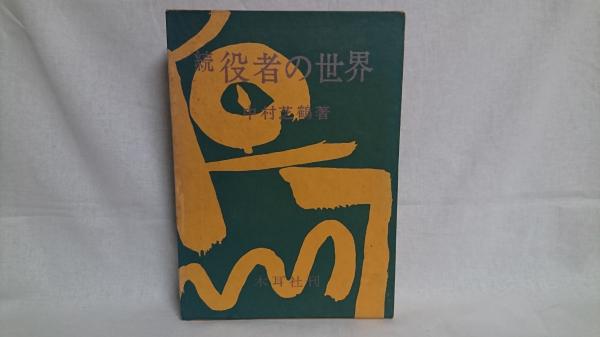 続 役者の世界
中村芝鶴著
木耳社刊